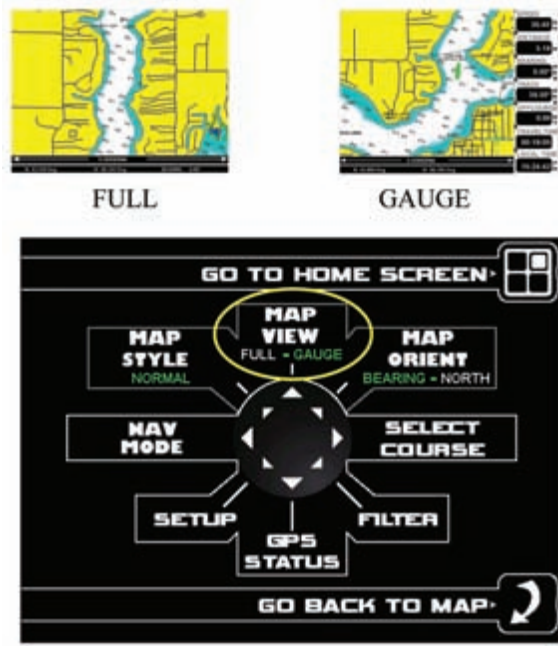 FULL
GAUGE
GO TO HOME SCREEN
MAP
VIEW
FULL - GAUGE
MAP
STYLE
NORMAL
MAP
ORIENT
BEARING - NORTH
NAV
MODE
SELECT
COURSE
SETUP
FILTER
GPS
STATUS
GO BACK TO MAP